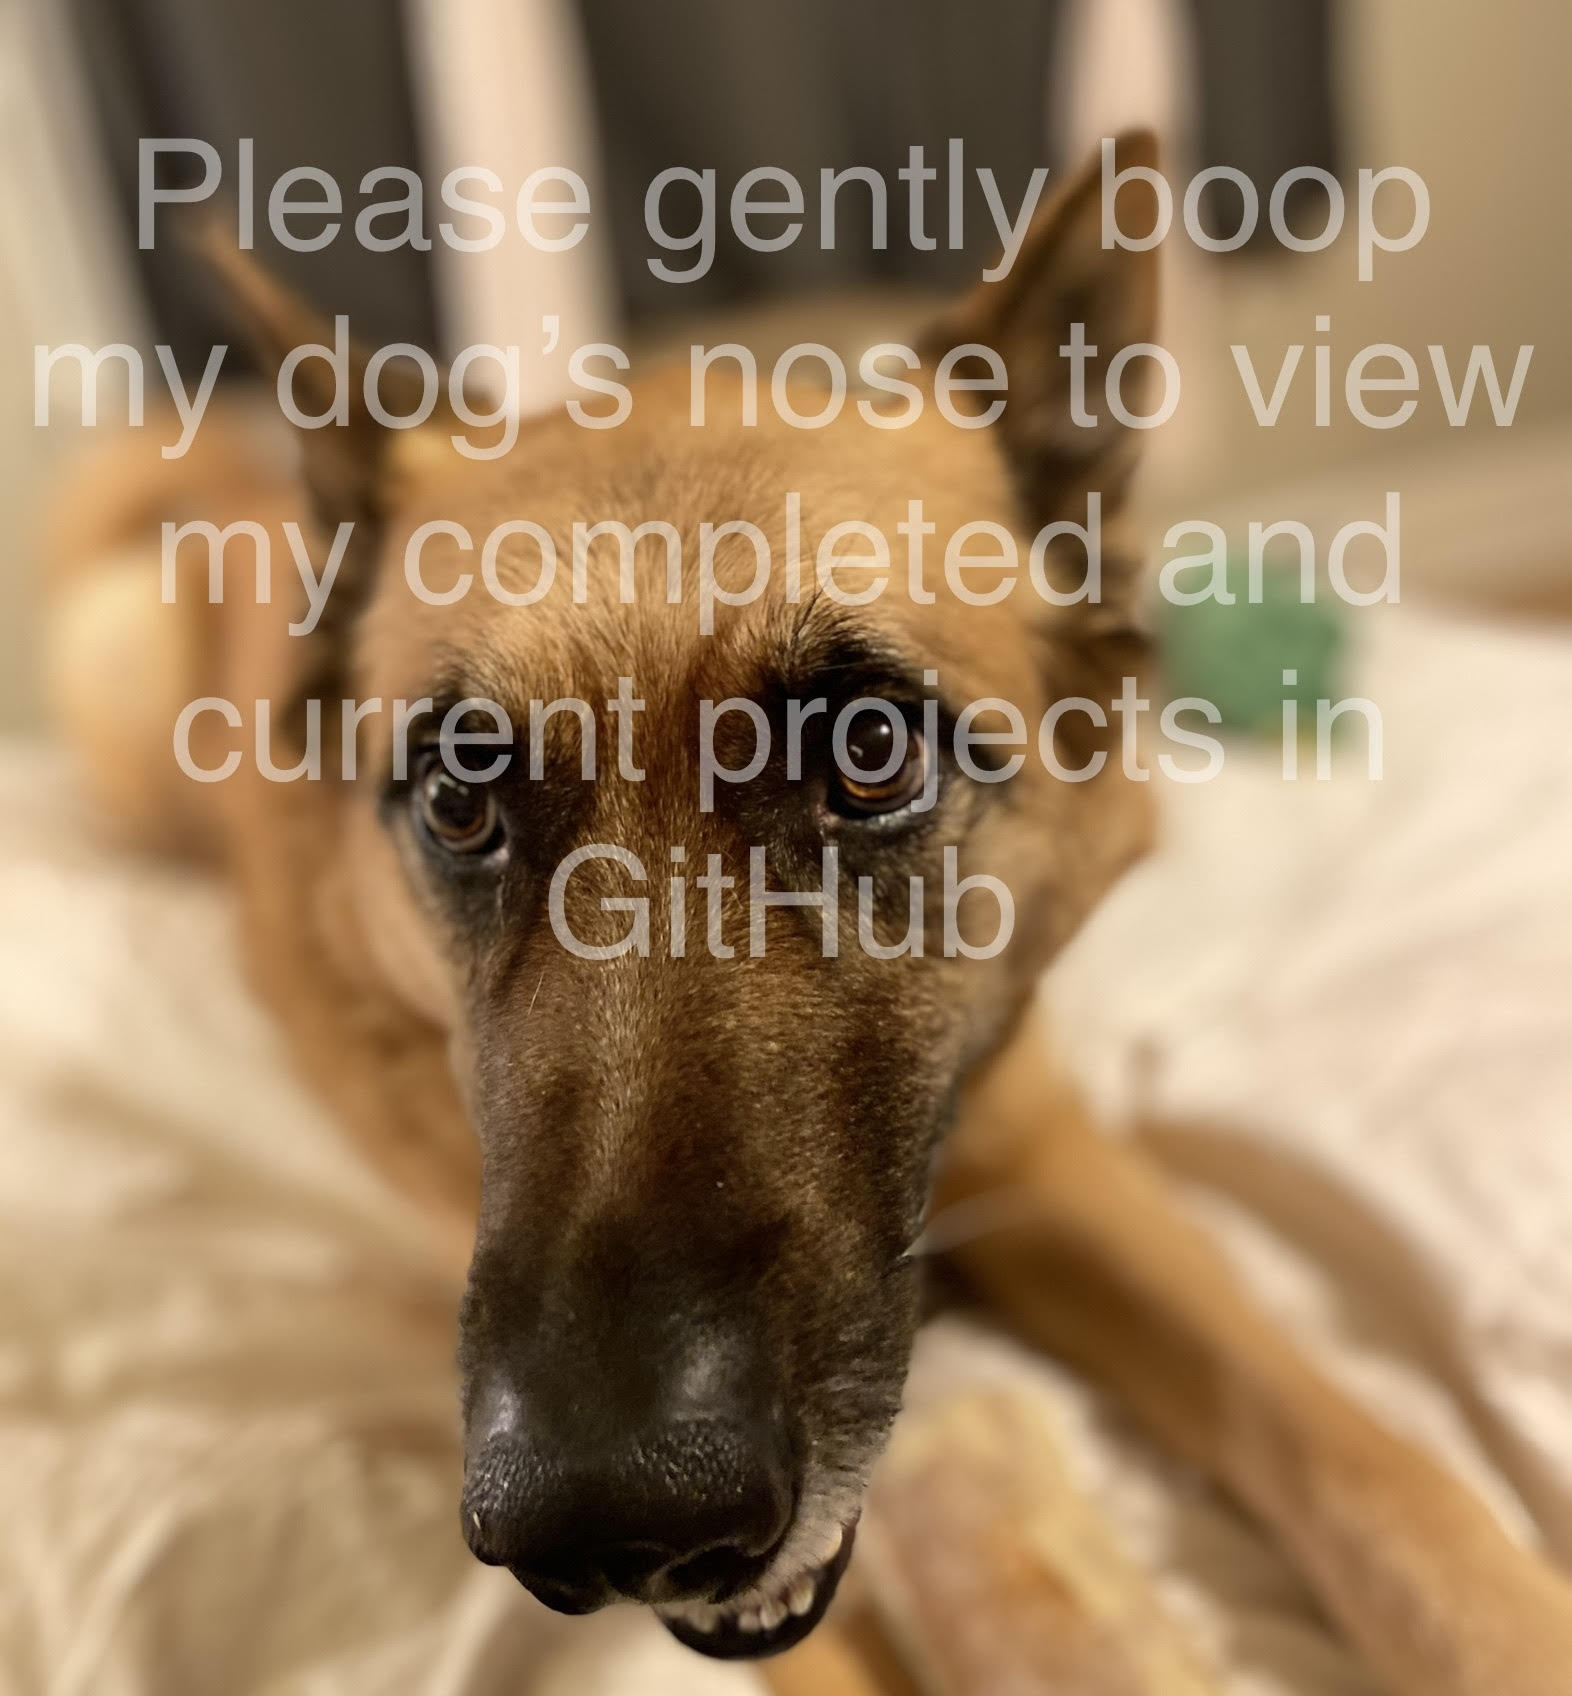 Please gently boop
my dog’s nose to view
my completed and
current projects in
GitHub